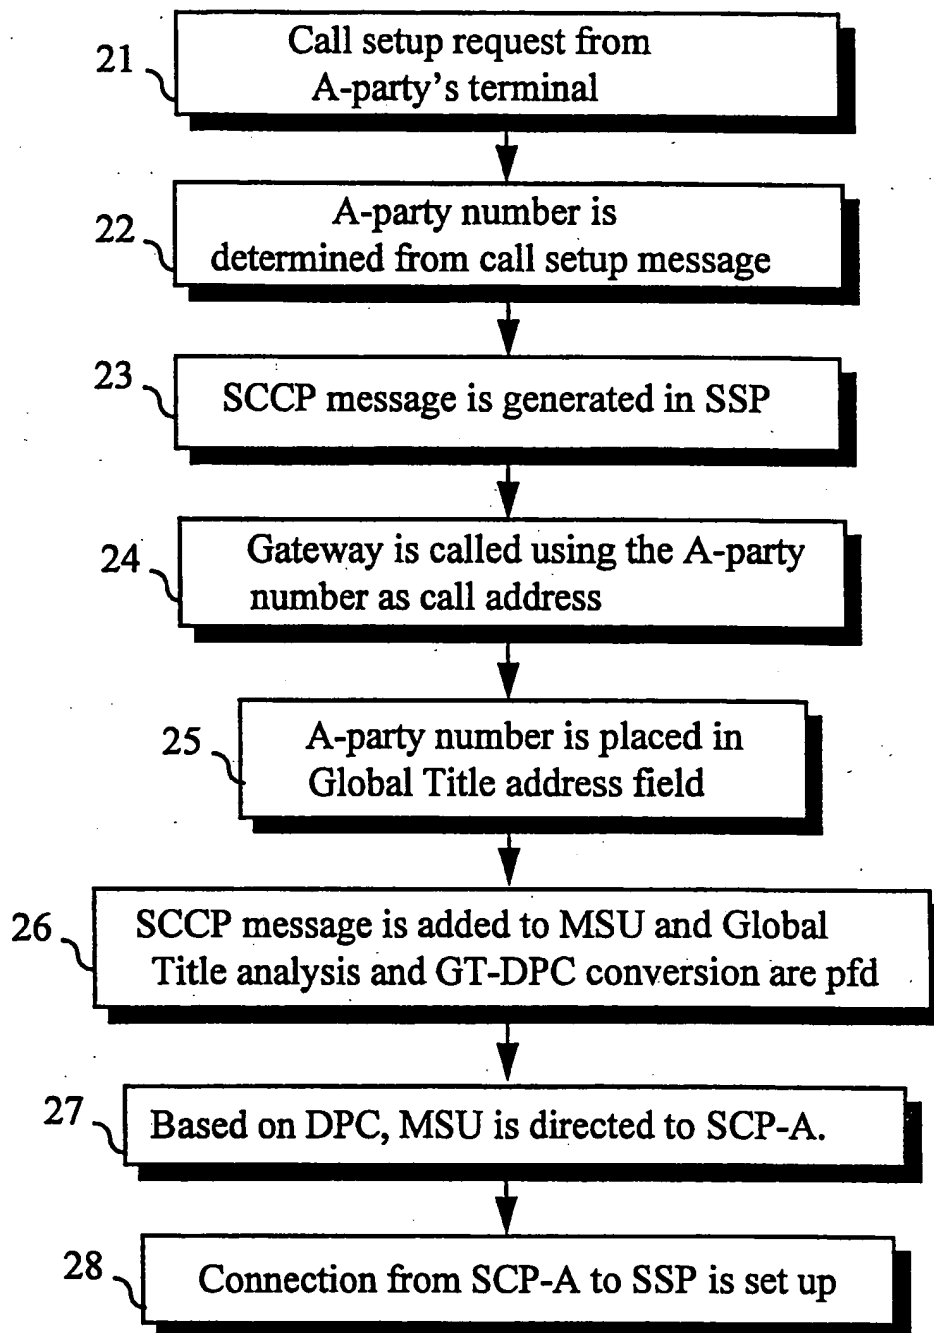 21
Call setup request from
A-party's terminal
22
A-party number is
determined from call setup message
23
SCCP message is generated in SSP
24
Gateway is called using the A-party
number as call address
25
A-party number is placed in
Global Title address field
26
SCCP message is added to MSU and Global
Title analysis and GT-DPC conversion are pfd
27
Based on DPC, MSU is directed to SCP-A.
28
Connection from SCP-A to SSP is set up